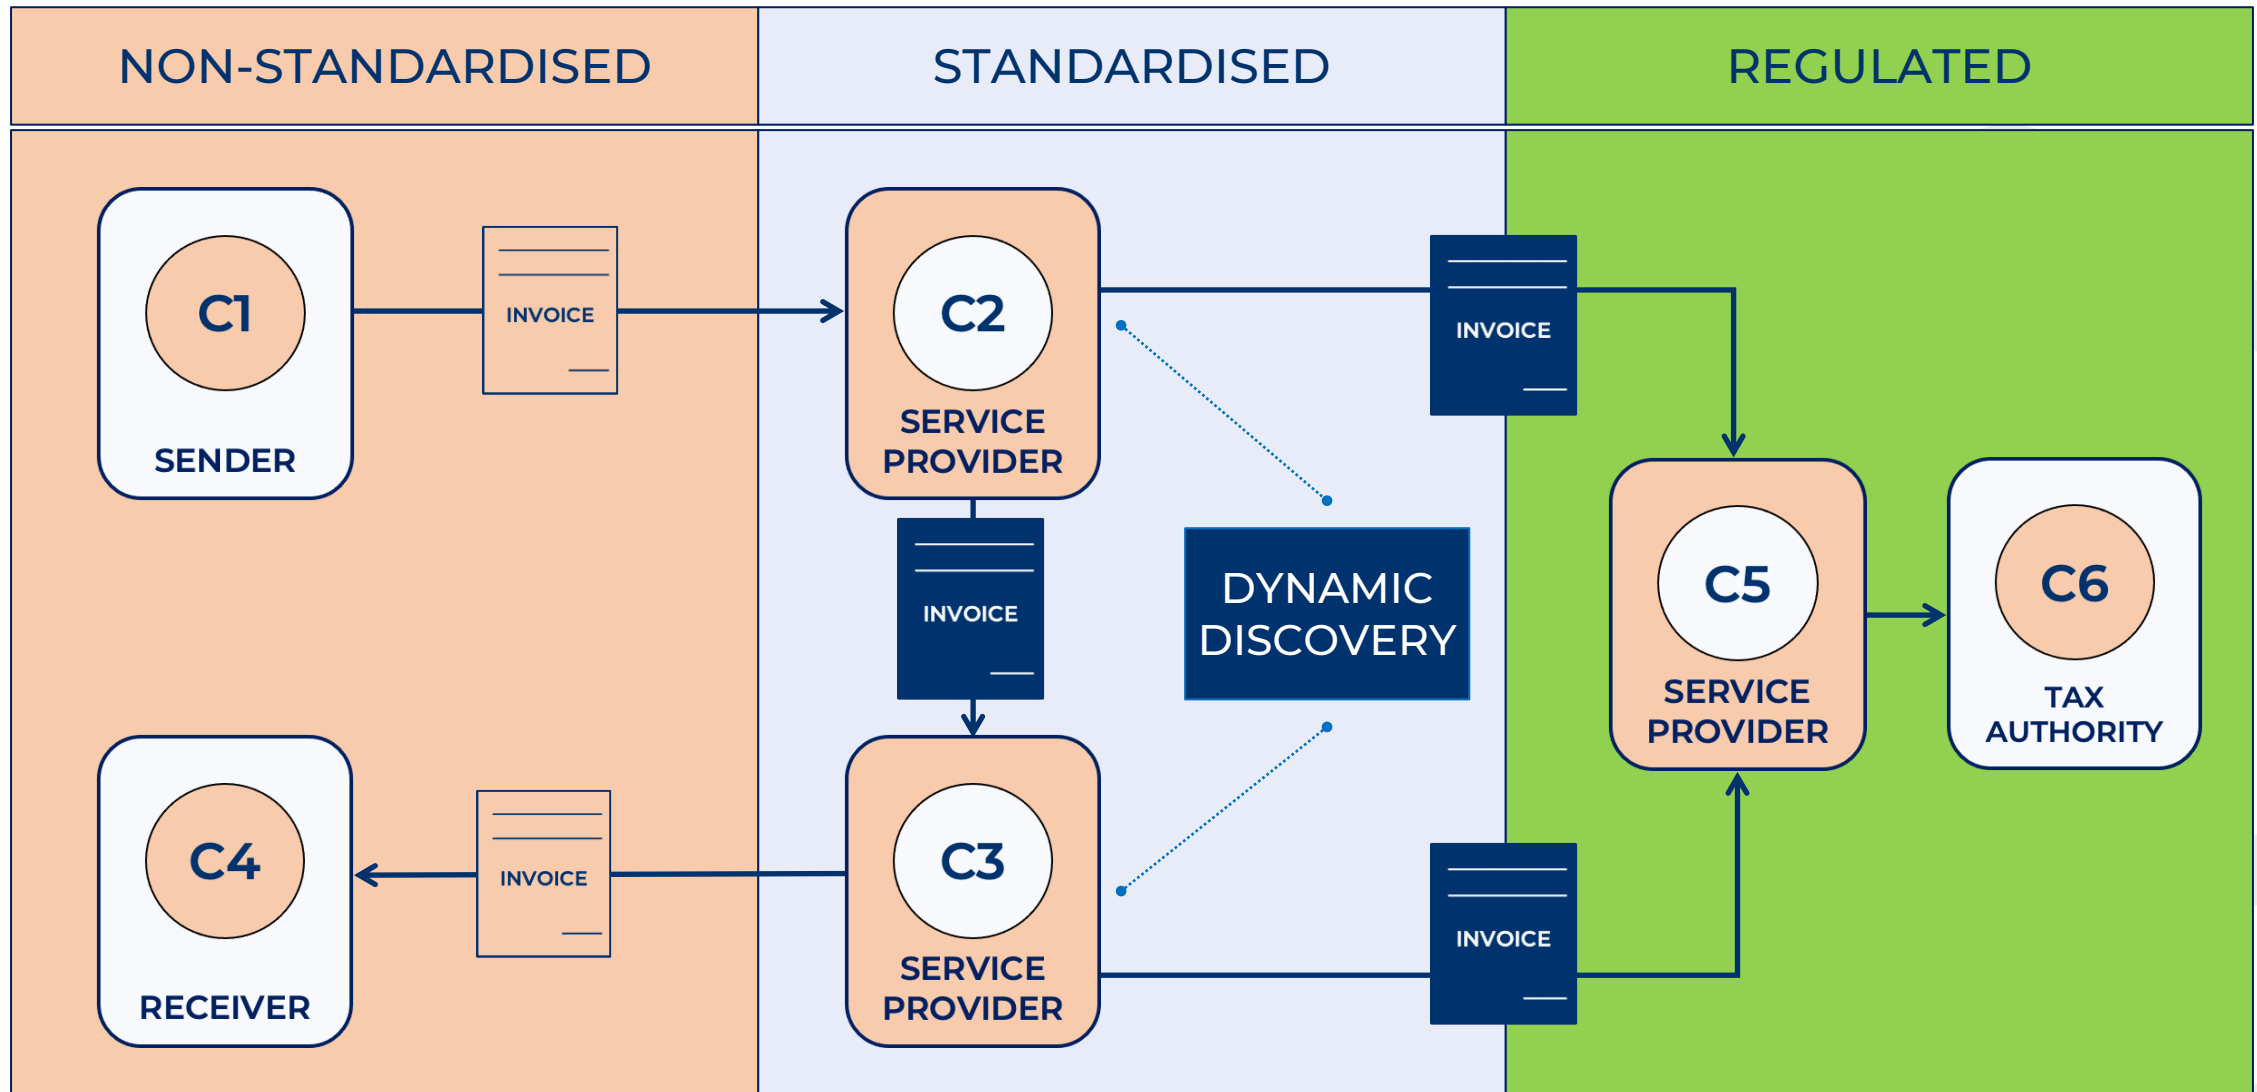 NON-STANDARDISED
STANDARDISED
REGULATED
C1
SENDER
INVOICE
C2
SERVICE
PROVIDER
INVOICE
INVOICE
DYNAMIC
DISCOVERY
C5
SERVICE
PROVIDER
C6
TAX
AUTHORITY
C4
RECEIVER
INVOICE
C3
SERVICE
PROVIDER
INVOICE